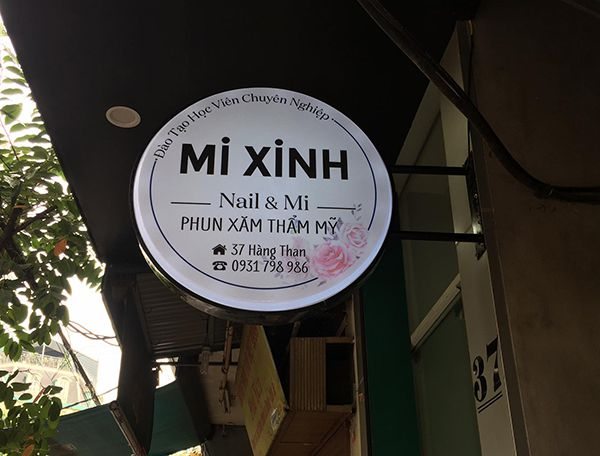 Đào Tạo Học Viên Chuyên Nghiệp
Mi XiNH
Nail & Mi
PHUN XĂM THẨM MỸ
37 Hàng Than
0931 798 986
37